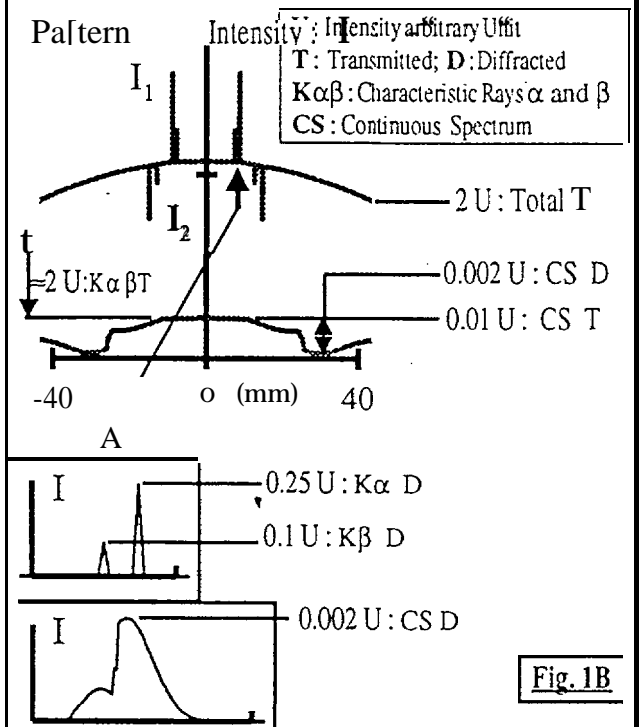 Pa[tern Intensity : I
Intensity arbitrary Unit
T : Transmitted; D : Diffracted
Kαβ : Characteristic Rays α and β
CS : Continuous Spectrum
I1
2 U : Total T
I2
t
≈2 U:Kα βT
0.002 U : CS D
0.01 U : CS T
-40 o (mm) 40
A
I
0.25 U : Kα D
0.1 U : Kβ D
I
0.002 U : CS D
Fig. 1B